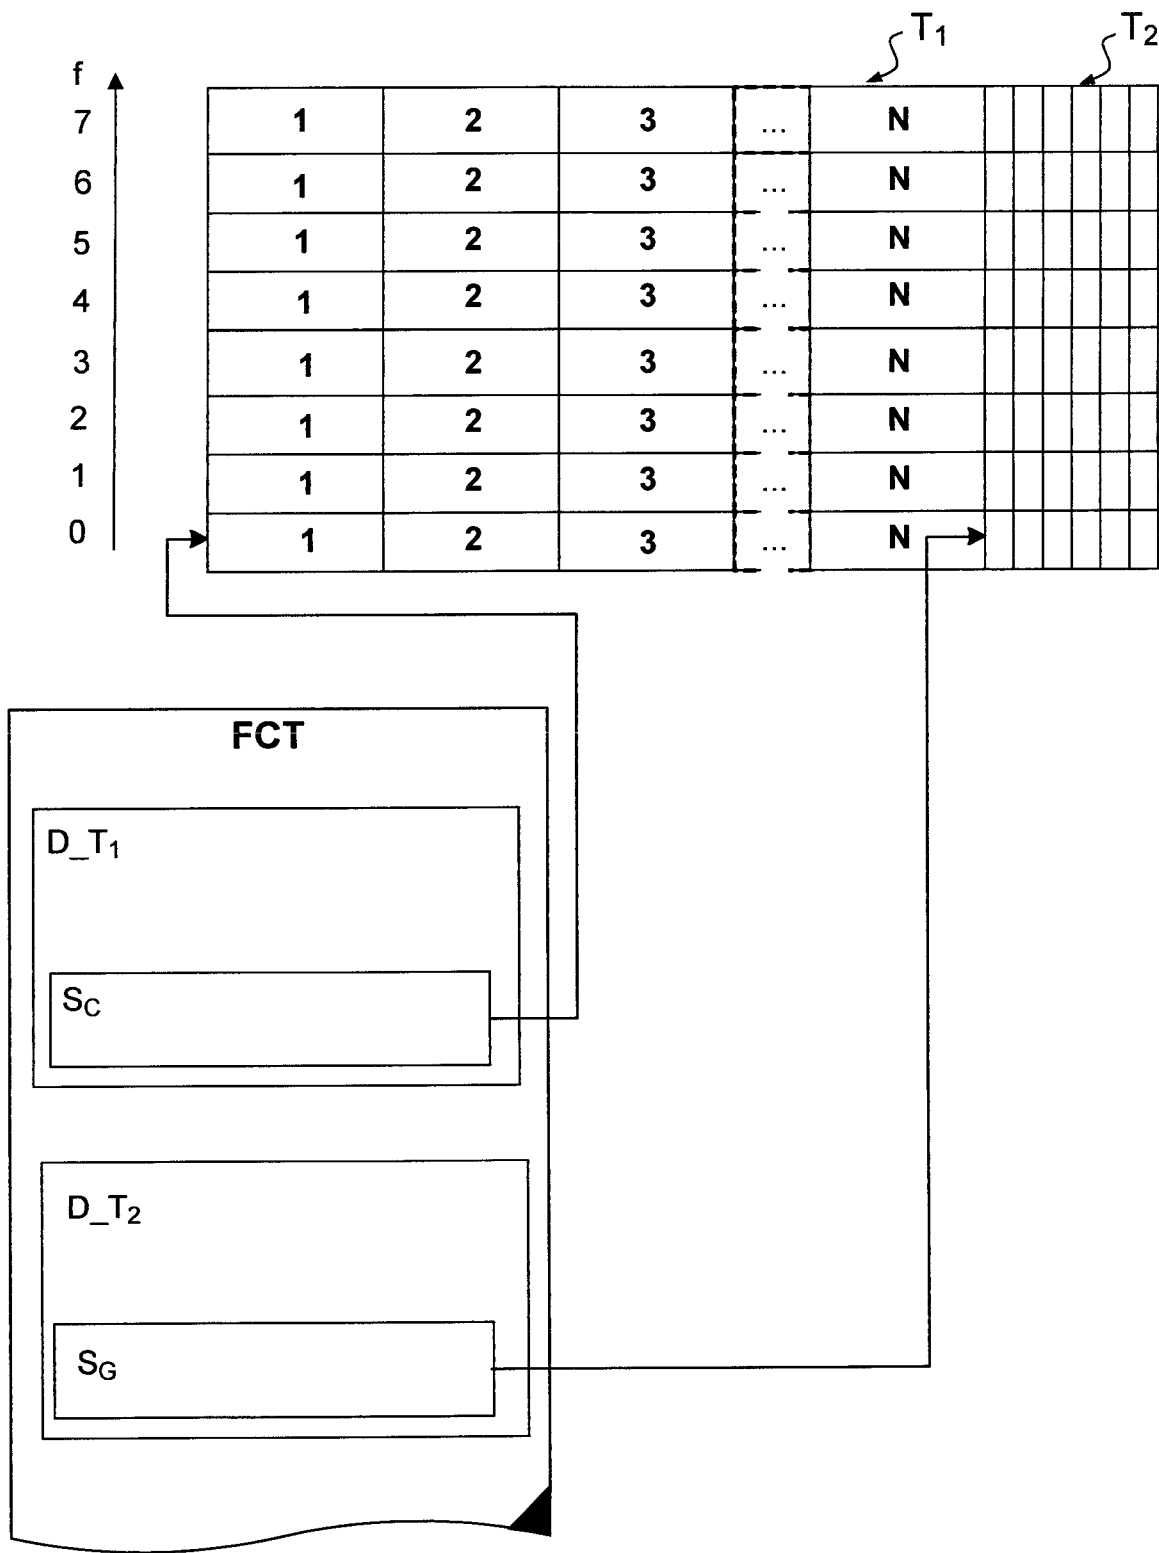 T1 T2
f
7 1 2 3 ... N
6 1 2 3 ... N
5 1 2 3 ... N
4 1 2 3 ... N
3 1 2 3 ... N
2 1 2 3 ... N
1 1 2 3 ... N
0 1 2 3 ... N
FCT
D_T1
SC
D_T2
SG